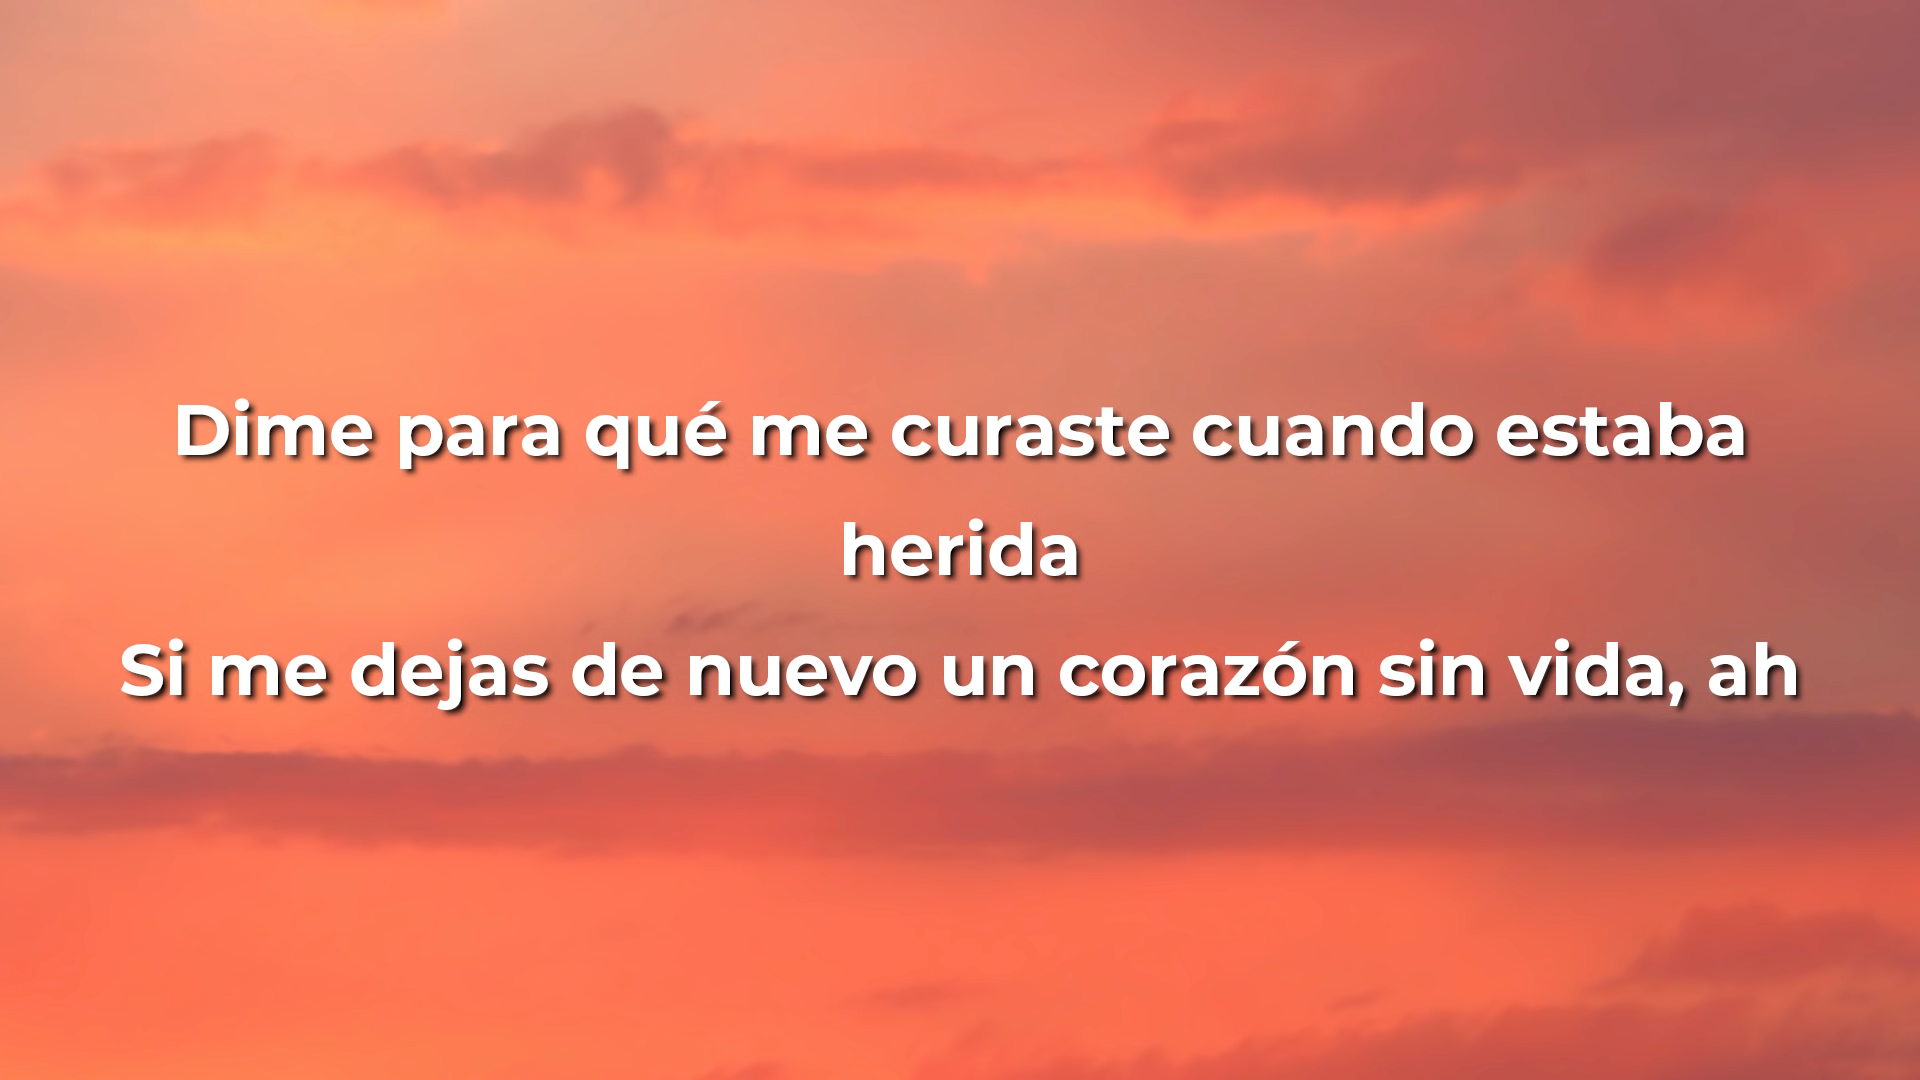 Dime para qué me curaste cuando estaba
herida
Si me dejas de nuevo un corazón sin vida, ah